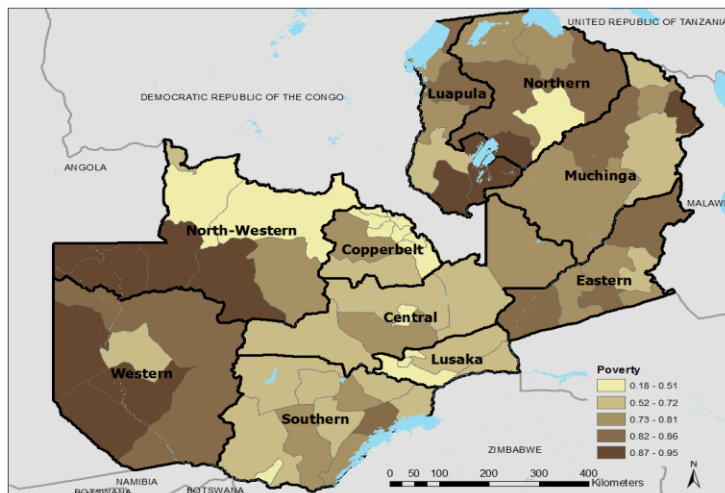 UNITED REPUBLIC OF TANZANIA
DEMOCRATIC REPUBLIC OF THE CONGO
Luapula
Northern
ANGOLA
Muchinga
MALAWI
North-Western
Copperbelt
Eastern
Central
Lusaka
Western
Southern
Poverty
0.18 - 0.51
0.52 - 0.72
0.73 - 0.81
0.82 - 0.86
0.87 - 0.95
ZIMBABWE
NAMIBIA
BOTSWANA
BOTSWANA
0 50 100 200 300 400
Kilometers
N